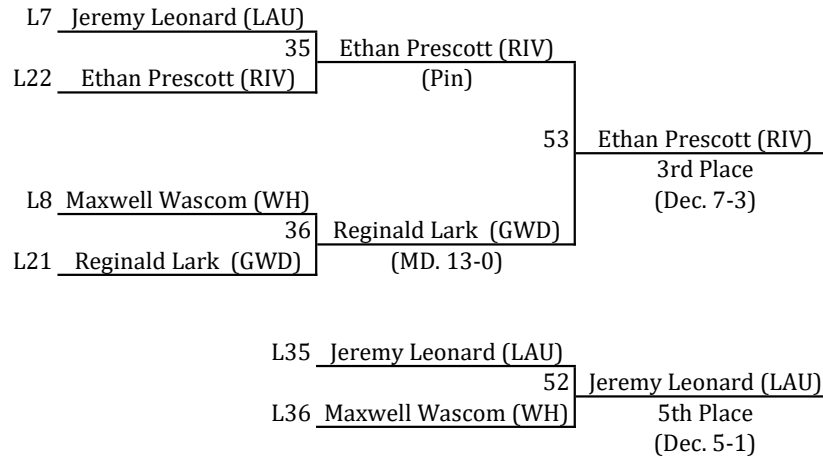 L7 Jeremy Leonard (LAU)
35 Ethan Prescott (RIV)
L22 Ethan Prescott (RIV) (Pin)
53 Ethan Prescott (RIV)
3rd Place
L8 Maxwell Wascom (WH) (Dec. 7-3)
36 Reginald Lark (GWD)
L21 Reginald Lark (GWD) (MD. 13-0)
L35 Jeremy Leonard (LAU)
52 Jeremy Leonard (LAU)
L36 Maxwell Wascom (WH) 5th Place
(Dec. 5-1)